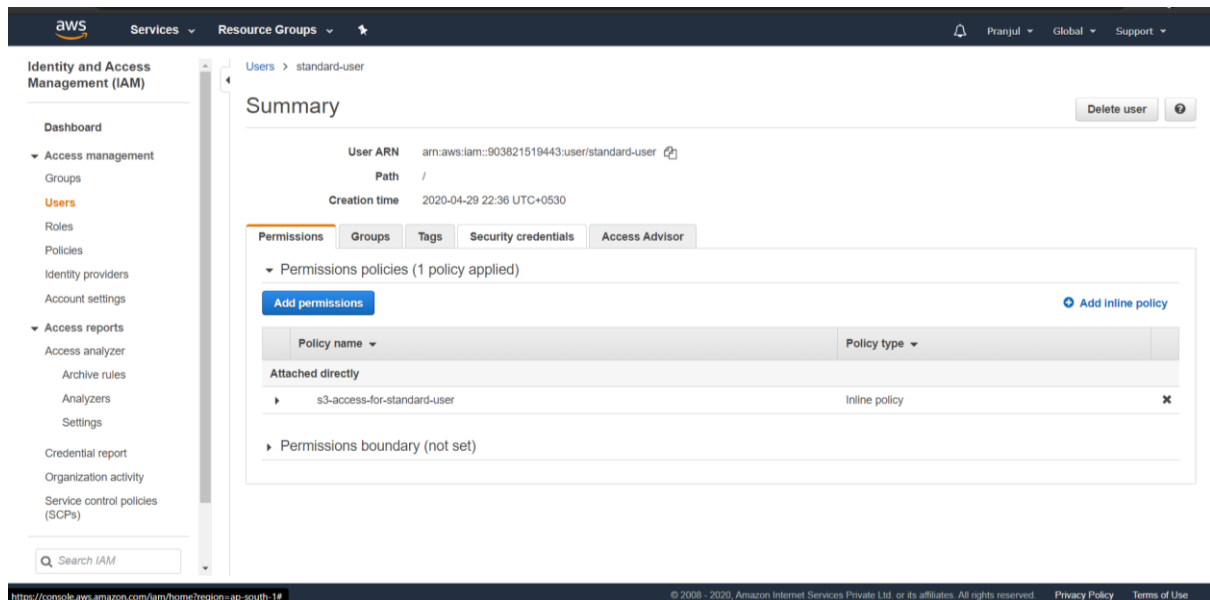 aws Services Resource Groups Pranjul Global Support
Identity and Access
Management (IAM)
Dashboard
Access management
Groups
Users
Roles
Policies
Identity providers
Account settings
Access reports
Access analyzer
Archive rules
Analyzers
Settings
Credential report
Organization activity
Service control policies
(SCPs)
Search IAM
Users > standard-user
Summary
Delete user
User ARN arn:aws:iam::903821519443:user/standard-user
Path /
Creation time 2020-04-29 22:36 UTC+0530
Permissions Groups Tags Security credentials Access Advisor
Permissions policies (1 policy applied)
Add permissions Add inline policy
Policy name Policy type
Attached directly
s3-access-for-standard-user Inline policy
Permissions boundary (not set)
https://console.aws.amazon.com/iam/home?region=ap-south-1# © 2008 - 2020, Amazon Internet Services Private Ltd. or its affiliates. All rights reserved. Privacy Policy Terms of Use